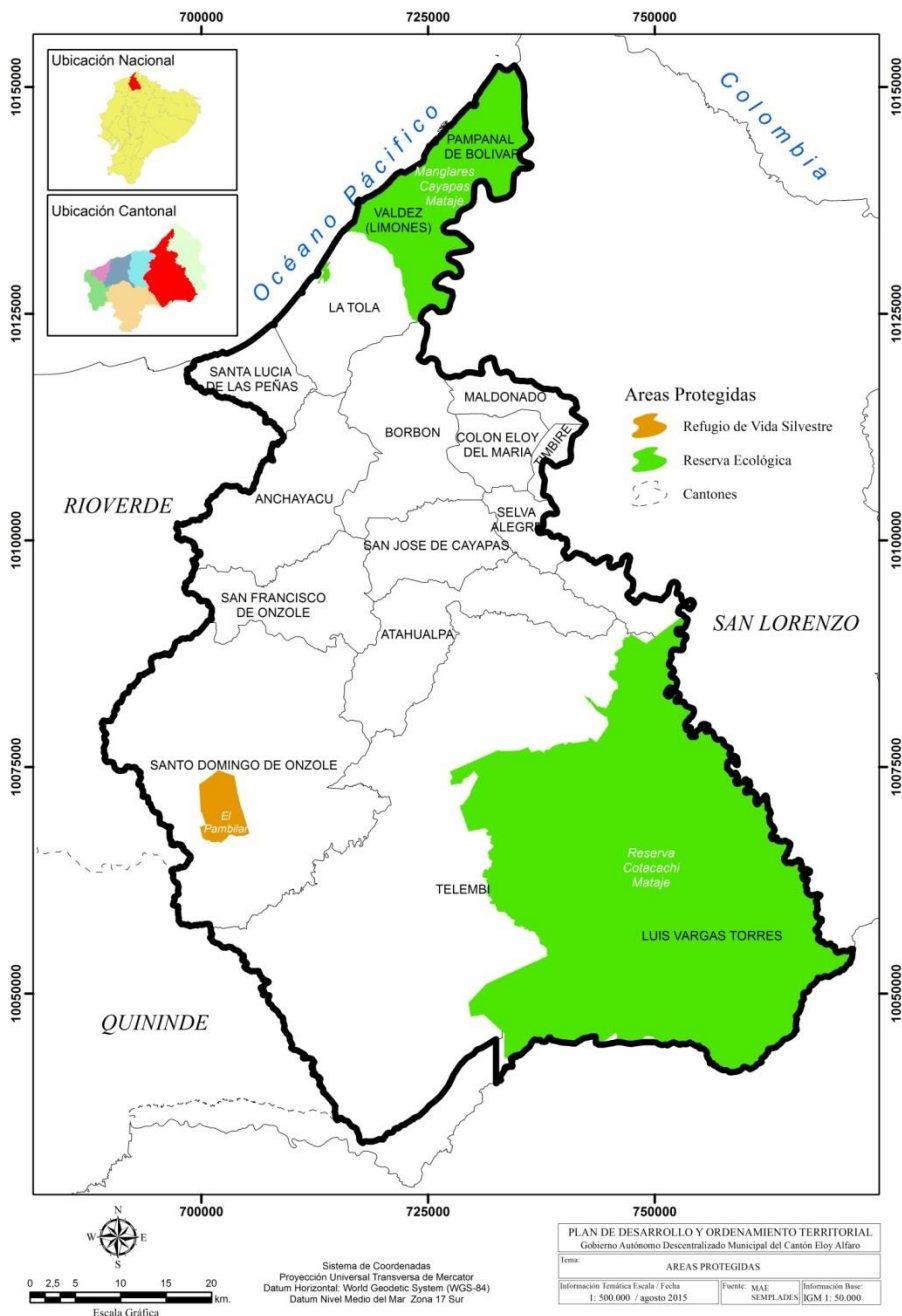 700000
725000
750000
Ubicación Nacional
Ubicación Cantonal
10150000
10125000
10100000
10075000
10050000
10150000
10125000
10100000
10075000
10050000
Océano Pácifico
Colombia
PAMPANAL
DE BOLIVAR
Manglares
Cayapas
Mataje
VALDEZ
(LIMONES)
LA TOLA
SANTA LUCIA
DE LAS PEÑAS
MALDONADO
BORBON
COLON ELOY
DEL MARIA
TIMBIRE
Areas Protegidas
Refugio de Vida Silvestre
Reserva Ecológica
Cantones
RIOVERDE
ANCHAYACU
SELVA
ALEGRE
SAN JOSE DE CAYAPAS
SAN FRANCISCO
DE ONZOLE
ATAHUALPA
SAN LORENZO
SANTO DOMINGO DE ONZOLE
El
Pambilar
Reserva
Cotacachi
Mataje
TELEMBI
LUIS VARGAS TORRES
QUININDE
700000
725000
750000
N
W
E
S
0 2,5 5 10 15 20
km.
Escala Gráfica
Sistema de Coordenadas
Proyección Universal Transversa de Mercator
Datum Horizontal: World Geodetic System (WGS-84)
Datum Nivel Medio del Mar Zona 17 Sur
PLAN DE DESARROLLO Y ORDENAMIENTO TERRITORIAL
Gobierno Autónomo Descentralizado Municipal del Cantón Eloy Alfaro
Tema:
AREAS PROTEGIDAS
Información Temática Escala / Fecha
1: 500.000 / agosto 2015
Fuente: MAE
SEMPLADES
Información Base:
IGM 1: 50.000